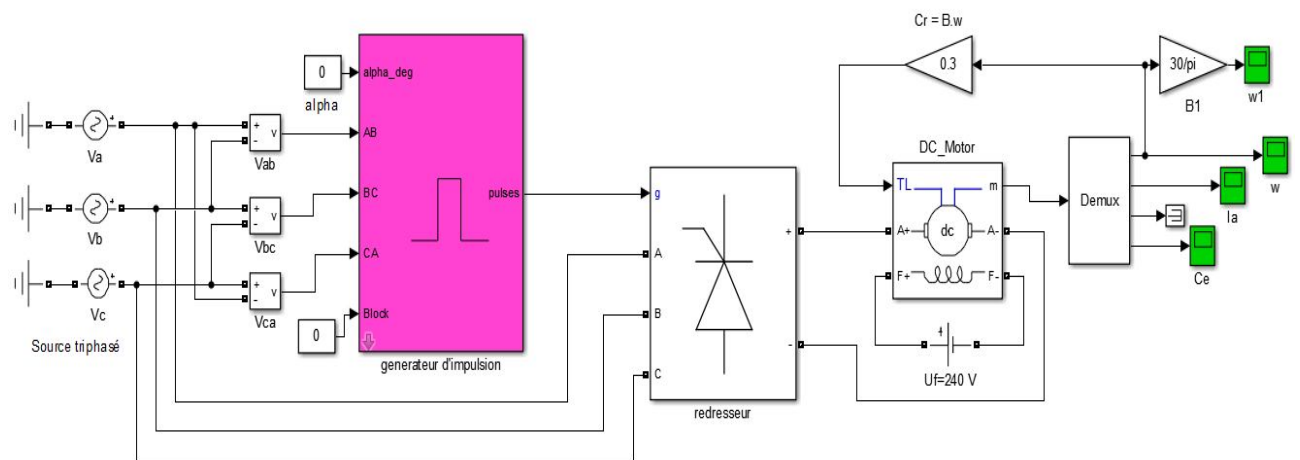 Cr = B.w
0.3
30/pi
B1
w1
0
alpha
alpha_deg
AB
BC
CA
Block
pulses
0
generateur d'impulsion
Va
Vb
Vc
Source triphasé
+
-
v
Vab
+
-
v
Vbc
+
-
v
Vca
g
A
B
C
+
-
redresseur
DC_Motor
TL
m
A+
dc
A-
F+
F-
Uf=240 V
Demux
w
Ia
Ce